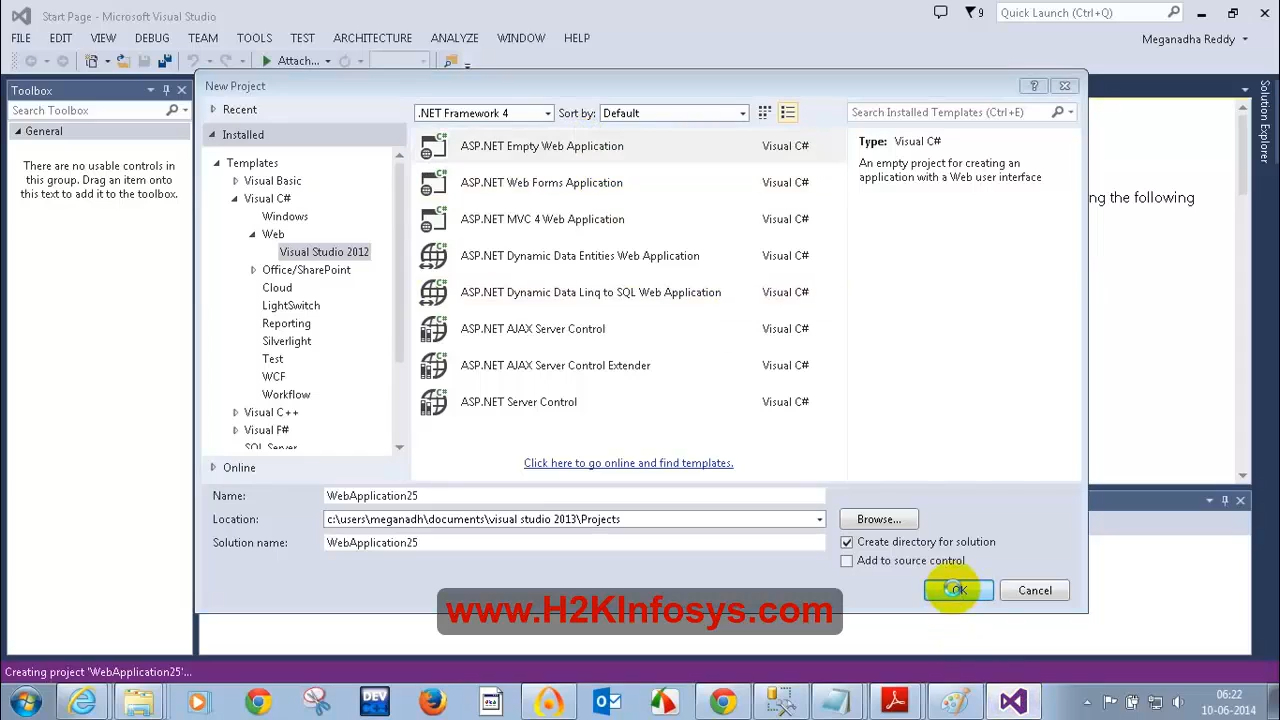 Start Page - Microsoft Visual Studio
9
Quick Launch (Ctrl+Q)
FILE EDIT VIEW DEBUG TEAM TOOLS TEST ARCHITECTURE ANALYZE WINDOW HELP
Meganadha Reddy
Attach...
Toolbox
Search Toolbox
General
There are no usable controls in
this group. Drag an item onto
this text to add it to the toolbox.
New Project
Recent
.NET Framework 4
Sort by: Default
Search Installed Templates (Ctrl+E)
Installed
Templates
Visual Basic
Visual C#
Windows
Web
Visual Studio 2012
Office/SharePoint
Cloud
LightSwitch
Reporting
Silverlight
Test
WCF
Workflow
Visual C++
Visual F#
SQL Server
Online
ASP.NET Empty Web Application Visual C#
ASP.NET Web Forms Application Visual C#
ASP.NET MVC 4 Web Application Visual C#
ASP.NET Dynamic Data Entities Web Application Visual C#
ASP.NET Dynamic Data Linq to SQL Web Application Visual C#
ASP.NET AJAX Server Control Visual C#
ASP.NET AJAX Server Control Extender Visual C#
ASP.NET Server Control Visual C#
Click here to go online and find templates.
Type: Visual C#
An empty project for creating an
application with a Web user interface
ng the following
Solution Explorer
Name: WebApplication25
Location: c:\users\meganadh\documents\visual studio 2013\Projects
Browse...
Solution name: WebApplication25
Create directory for solution
Add to source control
OK
Cancel
www.H2KInfosys.com
Creating project 'WebApplication25'...
DEV
06:22
10-06-2014